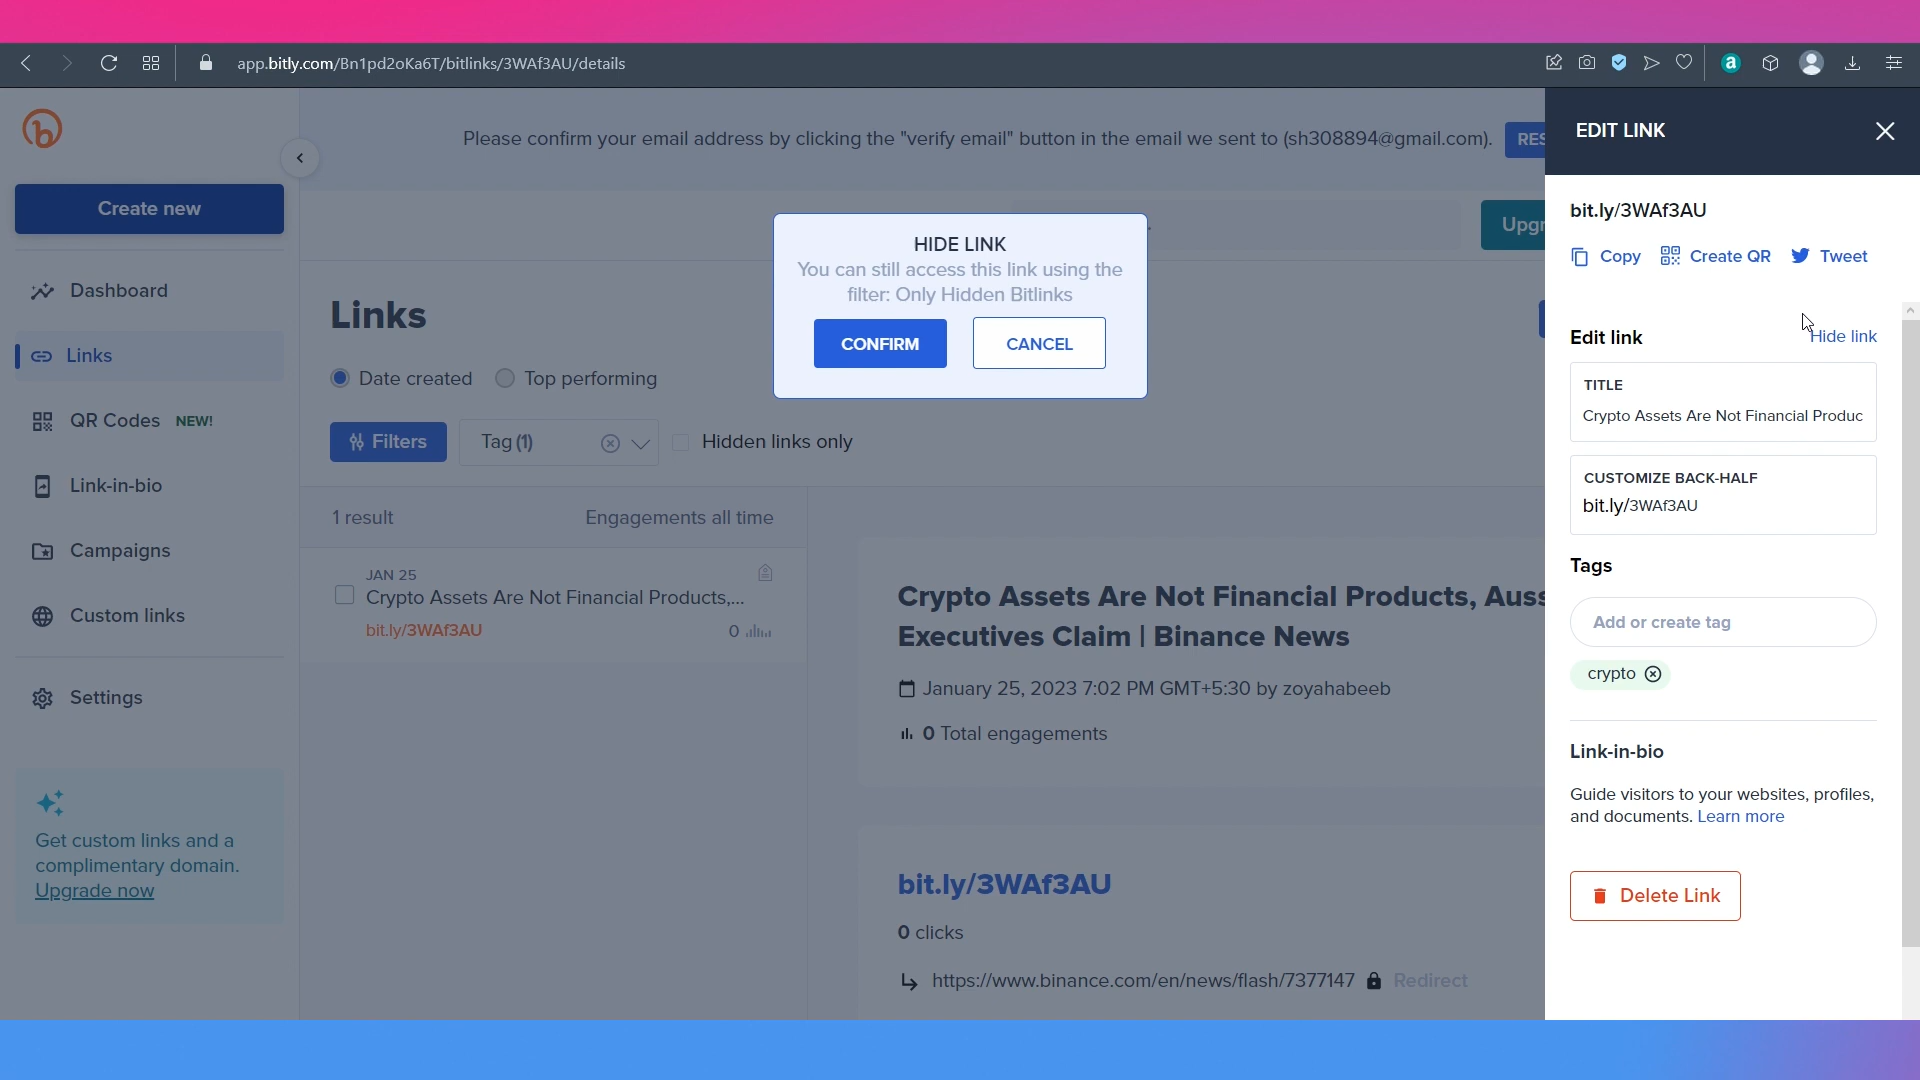 app.bitly.com/Bn1pd2oKa6T/bitlinks/3WAf3AU/details
a
b
Please confirm your email address by clicking the "verify email" button in the email we sent to (sh308894@gmail.com).
RES
EDIT LINK
Create new
Upgr
bit.ly/3WAf3AU
Copy
Create QR
Tweet
HIDE LINK
You can still access this link using the
filter: Only Hidden Bitlinks
CONFIRM
CANCEL
Dashboard
Links
QR Codes NEW!
Link-in-bio
Campaigns
Custom links
Settings
Get custom links and a
complimentary domain.
Upgrade now
Links
Date created
Top performing
Filters
Tag (1)
Hidden links only
1 result
Engagements all time
JAN 25
Crypto Assets Are Not Financial Products,...
bit.ly/3WAf3AU
0
Crypto Assets Are Not Financial Products, Auss
Executives Claim | Binance News
January 25, 2023 7:02 PM GMT+5:30 by zoyahabeeb
0 Total engagements
bit.ly/3WAf3AU
0 clicks
https://www.binance.com/en/news/flash/7377147
Redirect
Edit link
Hide link
TITLE
Crypto Assets Are Not Financial Produc
CUSTOMIZE BACK-HALF
bit.ly/3WAf3AU
Tags
Add or create tag
crypto
Link-in-bio
Guide visitors to your websites, profiles,
and documents. Learn more
Delete Link